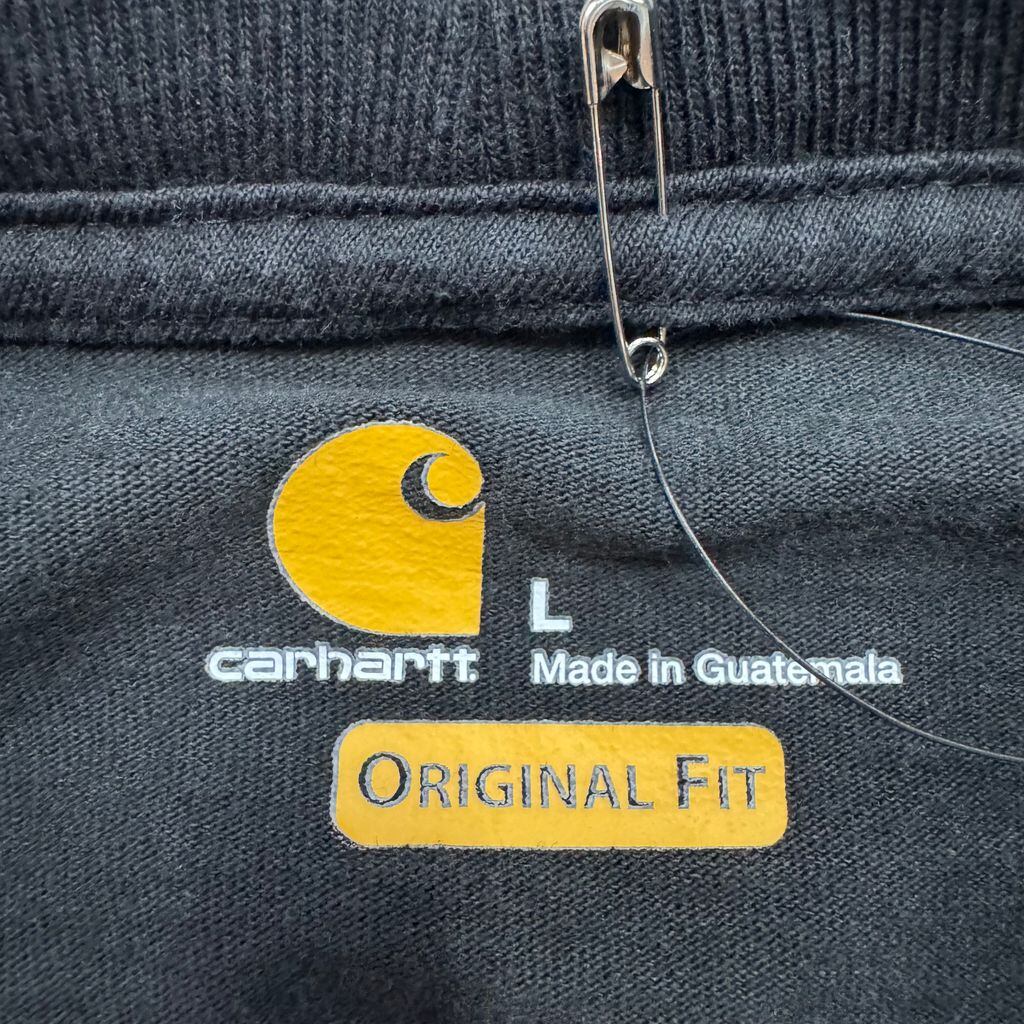 carhartt
L
Made in Guatemala
ORIGINAL FIT